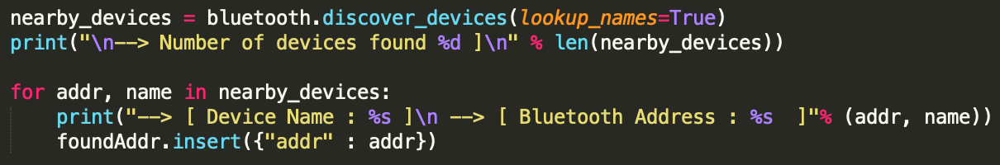 nearby_devices = bluetooth.discover_devices(lookup_names=True)
print("\n--> Number of devices found %d ]\n" % len(nearby_devices))
for addr, name in nearby_devices:
    print("--> [ Device Name : %s ]\n --> [ Bluetooth Address : %s  ]"% (addr, name))
    foundAddr.insert({"addr" : addr})